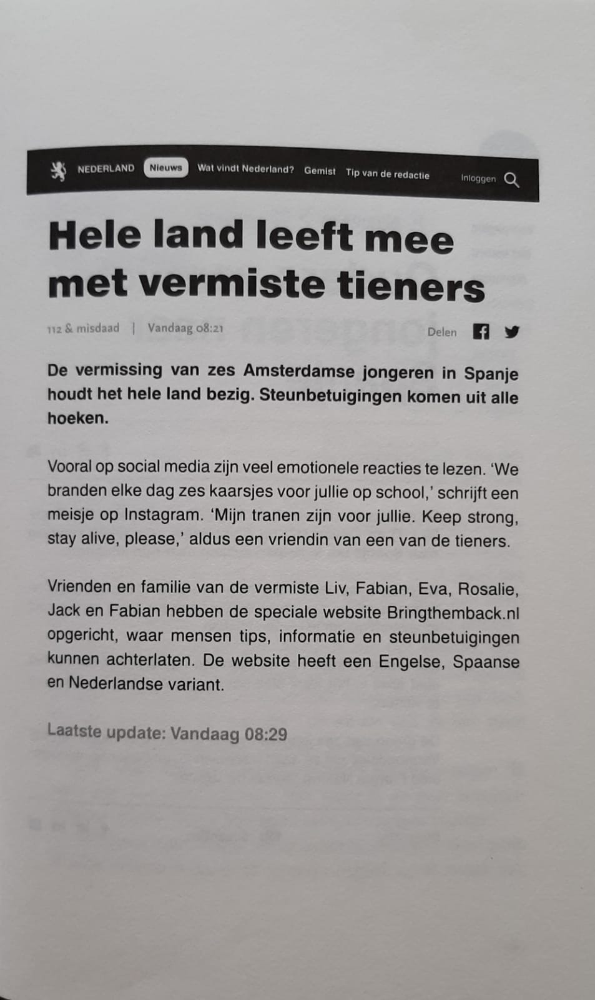 NEDERLAND Nieuws Wat vindt Nederland? Gemist Tip van de redactie Inloggen
Hele land leeft mee
met vermiste tieners
112 & misdaad | Vandaag 08:21 Delen
De vermissing van zes Amsterdamse jongeren in Spanje
houdt het hele land bezig. Steunbetuigingen komen uit alle
hoeken.
Vooral op social media zijn veel emotionele reacties te lezen. ‘We
branden elke dag zes kaarsjes voor jullie op school,’ schrijft een
meisje op Instagram. ‘Mijn tranen zijn voor jullie. Keep strong,
stay alive, please,’ aldus een vriendin van een van de tieners.
Vrienden en familie van de vermiste Liv, Fabian, Eva, Rosalie,
Jack en Fabian hebben de speciale website Bringthemback.nl
opgericht, waar mensen tips, informatie en steunbetuigingen
kunnen achterlaten. De website heeft een Engelse, Spaanse
en Nederlandse variant.
Laatste update: Vandaag 08:29